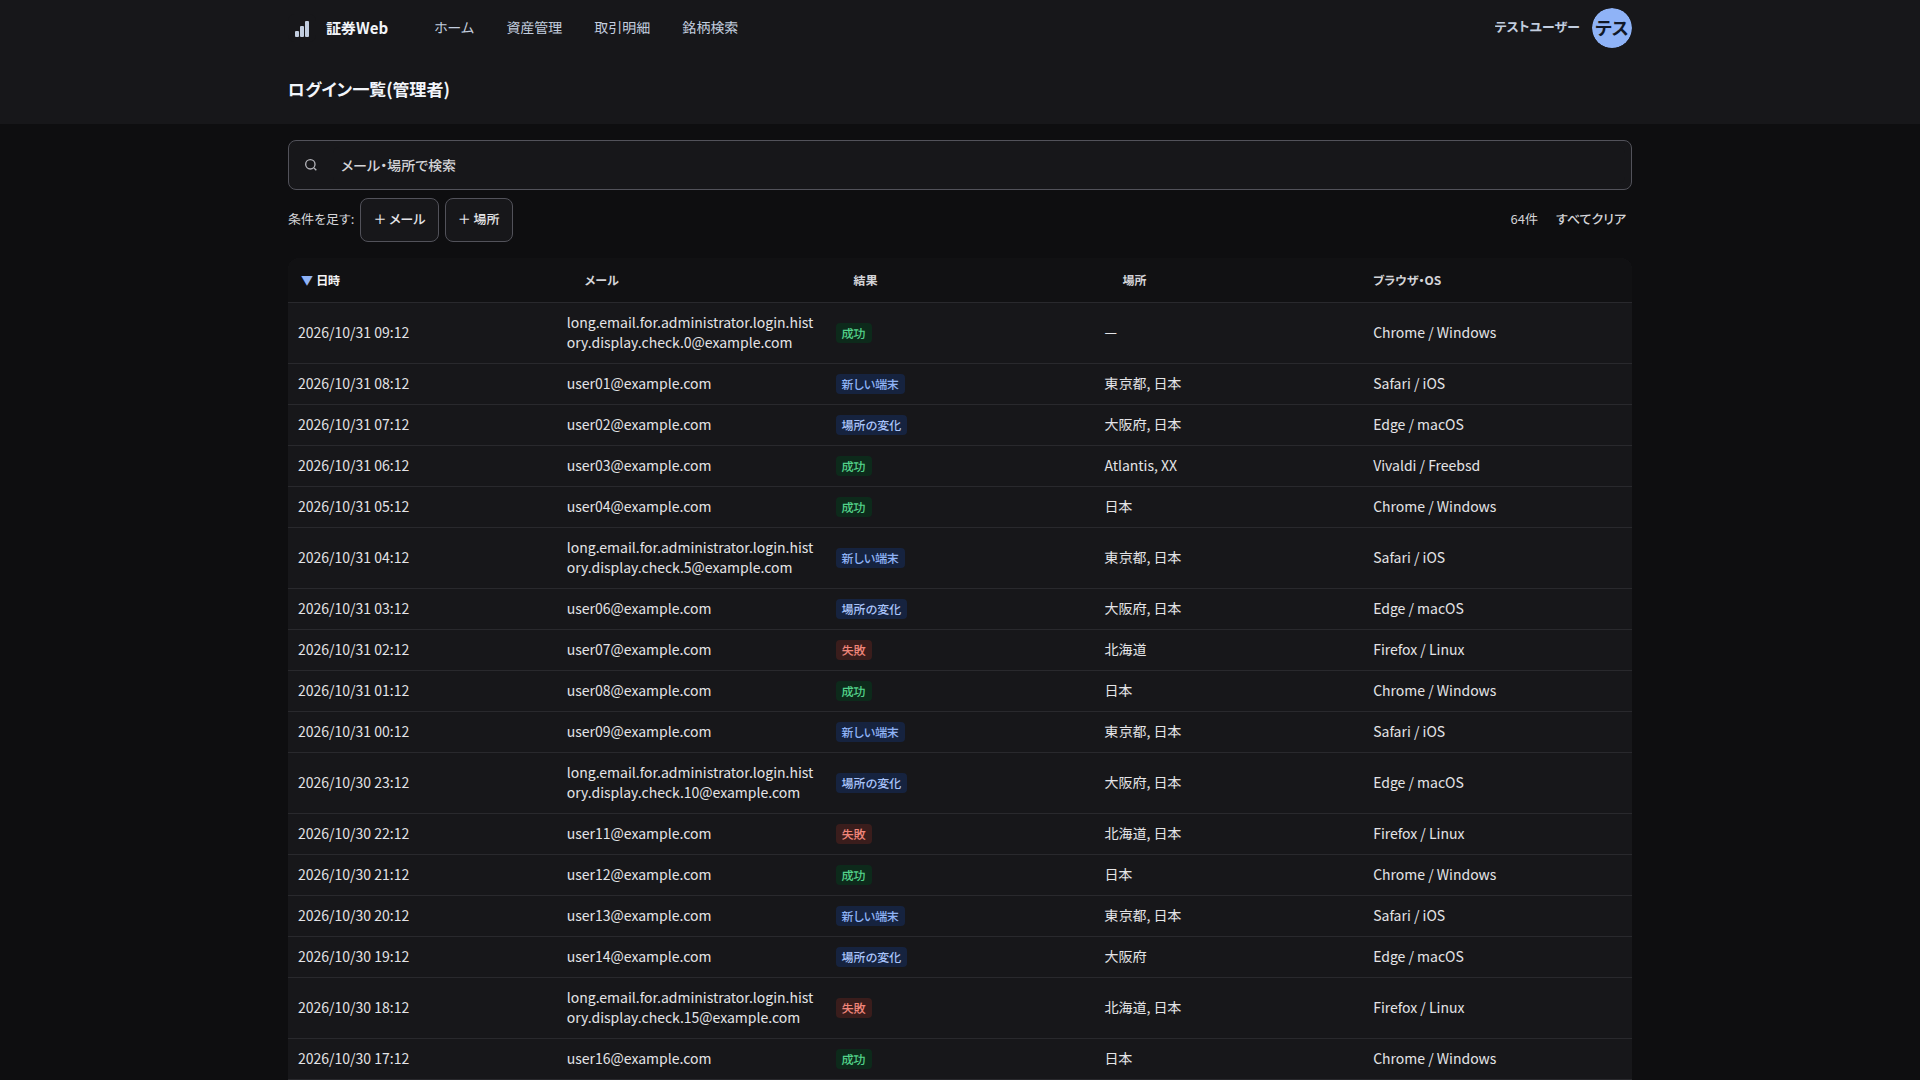 証券Web ホーム 資産管理 取引明細 銘柄検索 テストユーザー テス
ログイン一覧(管理者)
メール・場所で検索
条件を足す: ＋メール ＋場所 64件 すべてクリア
▼日時 メール 結果 場所 ブラウザ・OS
2026/10/31 09:12 long.email.for.administrator.login.hist
ory.display.check.0@example.com 成功 — Chrome / Windows
2026/10/31 08:12 user01@example.com 新しい端末 東京都, 日本 Safari / iOS
2026/10/31 07:12 user02@example.com 場所の変化 大阪府, 日本 Edge / macOS
2026/10/31 06:12 user03@example.com 成功 Atlantis, XX Vivaldi / Freebsd
2026/10/31 05:12 user04@example.com 成功 日本 Chrome / Windows
2026/10/31 04:12 long.email.for.administrator.login.hist
ory.display.check.5@example.com 新しい端末 東京都, 日本 Safari / iOS
2026/10/31 03:12 user06@example.com 場所の変化 大阪府, 日本 Edge / macOS
2026/10/31 02:12 user07@example.com 失敗 北海道 Firefox / Linux
2026/10/31 01:12 user08@example.com 成功 日本 Chrome / Windows
2026/10/31 00:12 user09@example.com 新しい端末 東京都, 日本 Safari / iOS
2026/10/30 23:12 long.email.for.administrator.login.hist
ory.display.check.10@example.com 場所の変化 大阪府, 日本 Edge / macOS
2026/10/30 22:12 user11@example.com 失敗 北海道, 日本 Firefox / Linux
2026/10/30 21:12 user12@example.com 成功 日本 Chrome / Windows
2026/10/30 20:12 user13@example.com 新しい端末 東京都, 日本 Safari / iOS
2026/10/30 19:12 user14@example.com 場所の変化 大阪府 Edge / macOS
2026/10/30 18:12 long.email.for.administrator.login.hist
ory.display.check.15@example.com 失敗 北海道, 日本 Firefox / Linux
2026/10/30 17:12 user16@example.com 成功 日本 Chrome / Windows